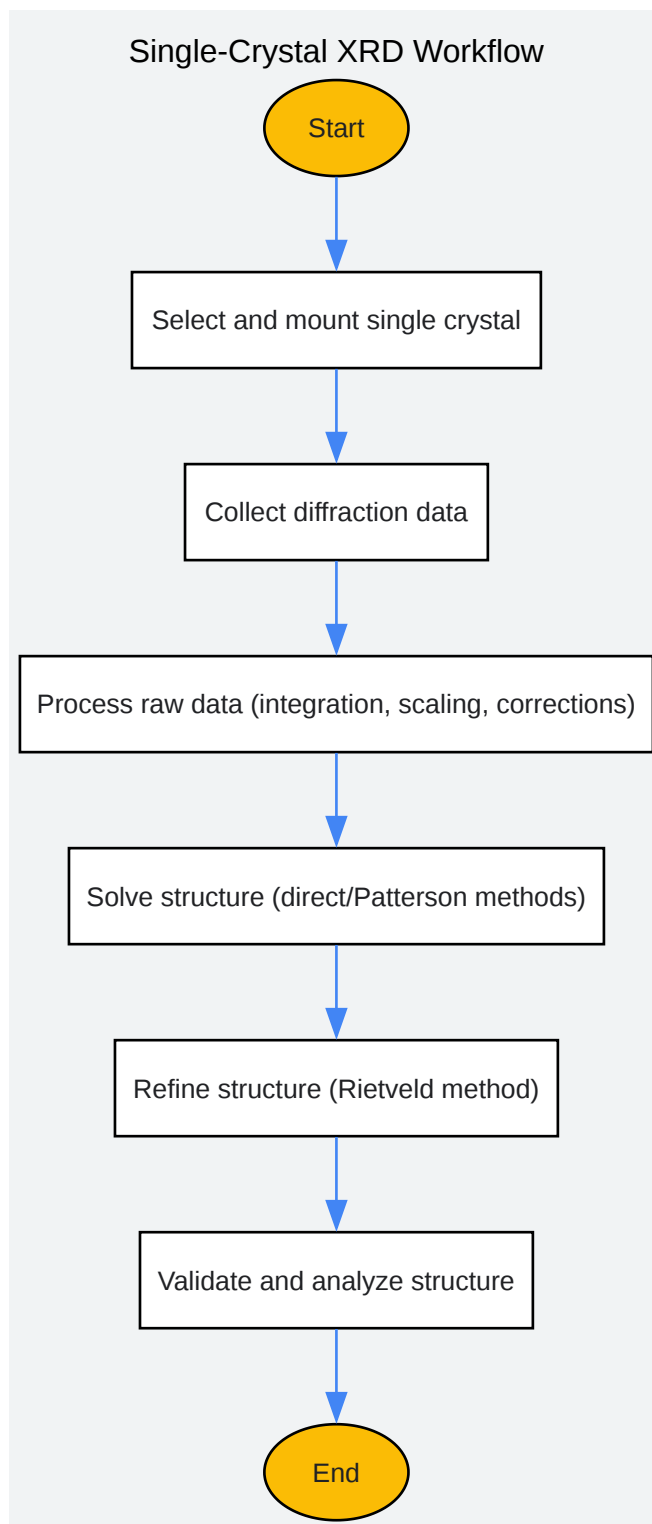 Single-Crystal XRD Workflow
Start
Select and mount single crystal
Collect diffraction data
Process raw data (integration, scaling, corrections)
Solve structure (direct/Patterson methods)
Refine structure (Rietveld method)
Validate and analyze structure
End